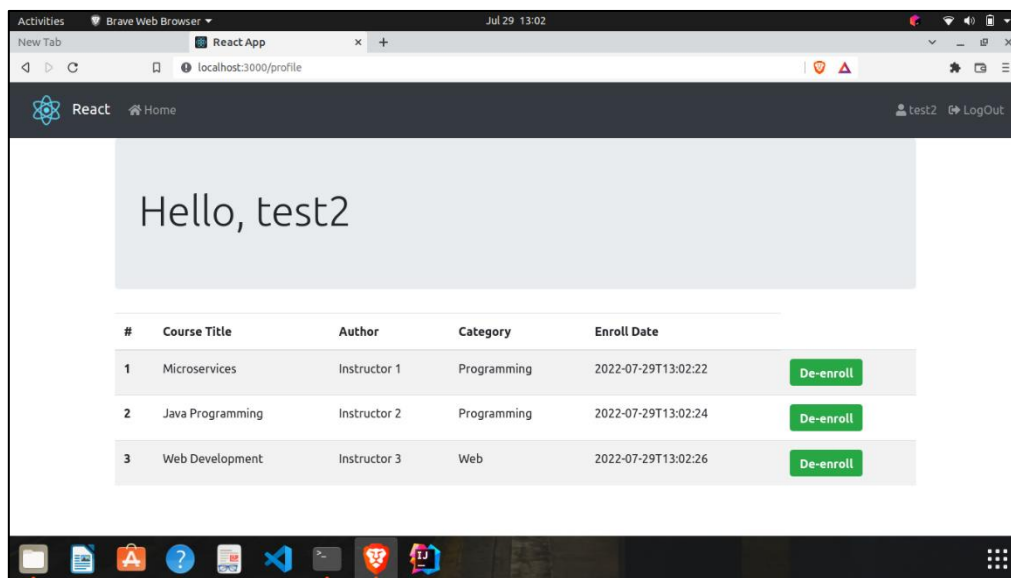 Activities Brave Web Browser Jul 29 13:02
New Tab React App
localhost:3000/profile
React Home test2 LogOut
Hello, test2
# Course Title Author Category Enroll Date
1 Microservices Instructor 1 Programming 2022-07-29T13:02:22 De-enroll
2 Java Programming Instructor 2 Programming 2022-07-29T13:02:24 De-enroll
3 Web Development Instructor 3 Web 2022-07-29T13:02:26 De-enroll